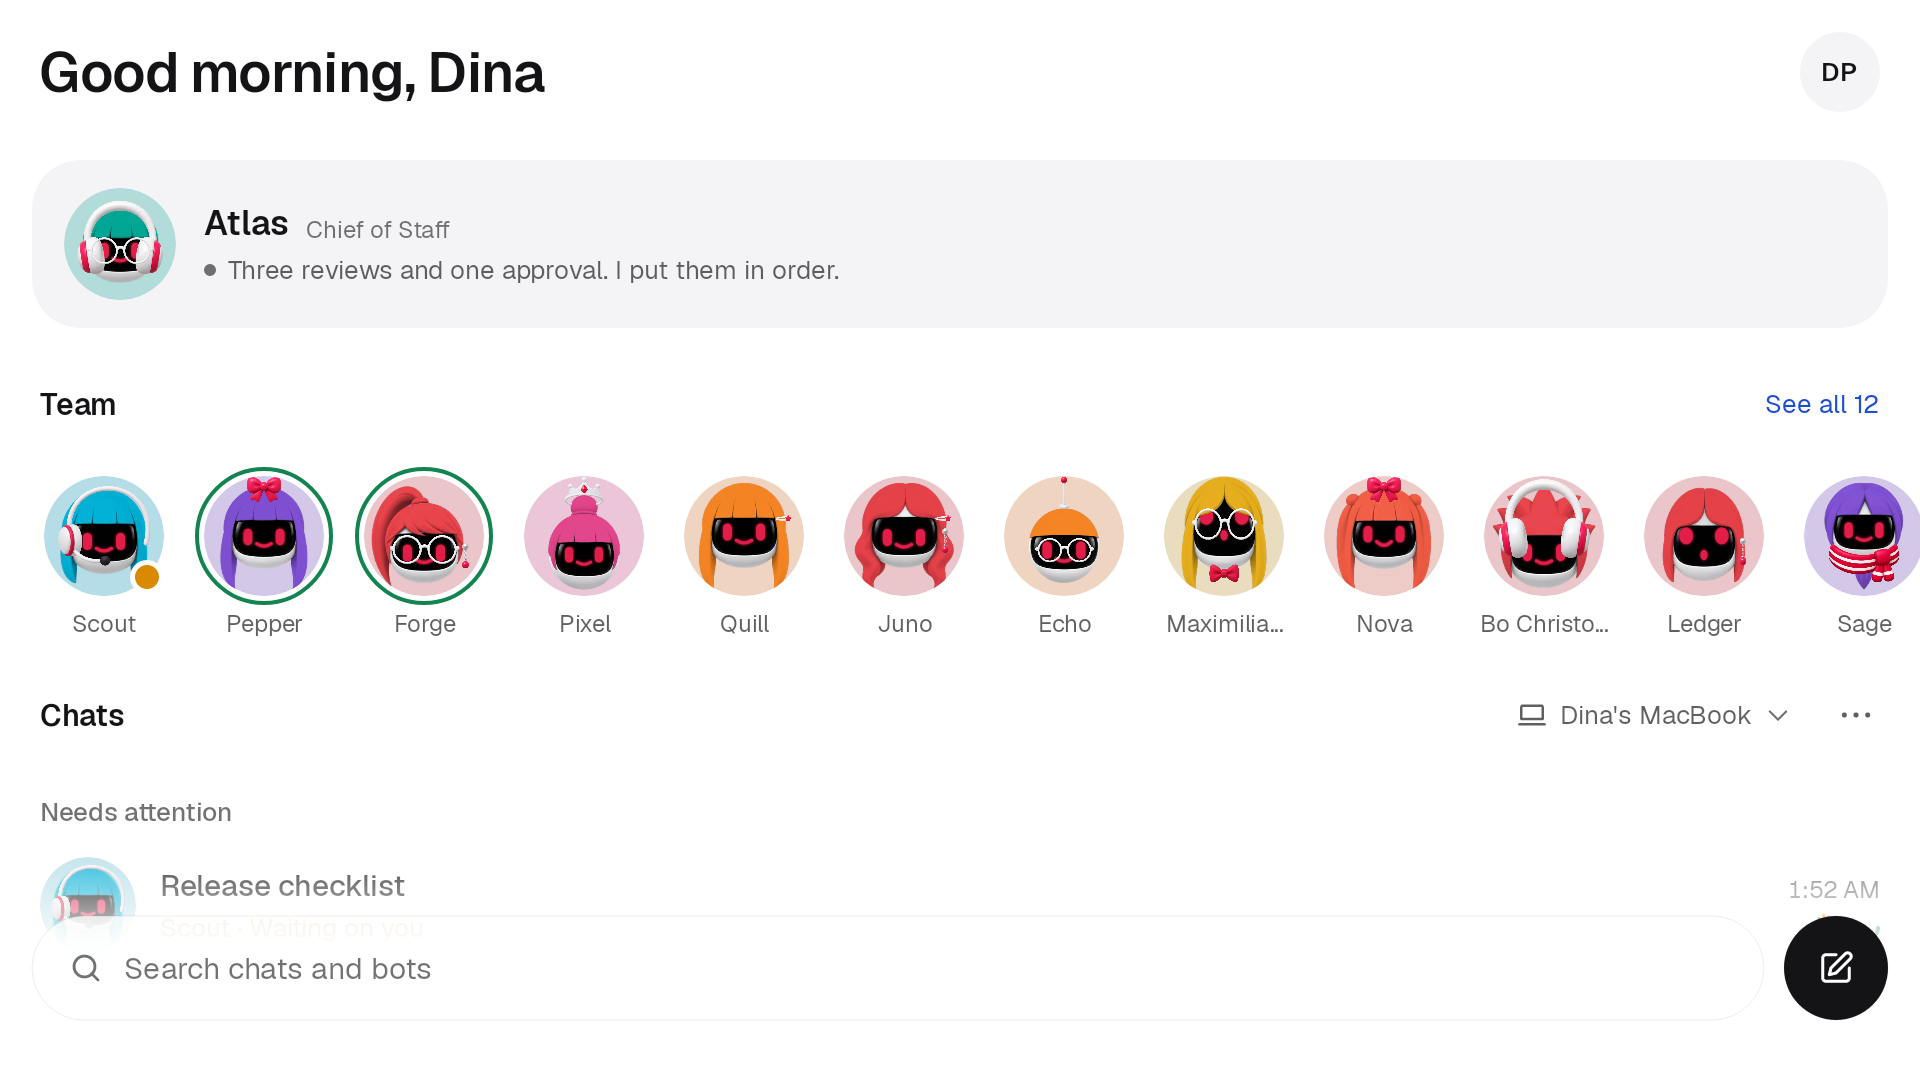 Good morning, Dina
DP
Atlas Chief of Staff
Three reviews and one approval. I put them in order.
Team
See all 12
Scout
Pepper
Forge
Pixel
Quill
Juno
Echo
Maximilia...
Nova
Bo Christo...
Ledger
Sage
Chats
Dina's MacBook
Needs attention
Release checklist
1:52 AM
Scout · Waiting on you
Search chats and bots